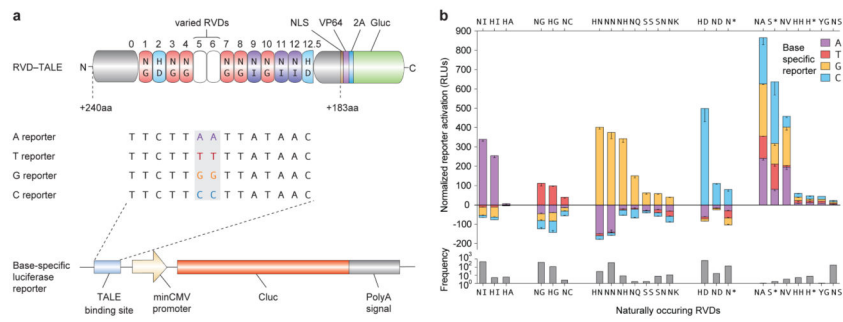 a
varied RVDs
NLS VP64 2A Gluc
0 1 2 3 4 5 6 7 8 9 10 11 12 12.5
RVD–TALE
N
N H N N N N N N N H
G D G G G G I G I D
C
+240aa
+183aa
A reporter T T C T T A A T T A T A A C
T reporter T T C T T T T T T A T A A C
G reporter T T C T T G G T T A T A A C
C reporter T T C T T C C T T A T A A C
Base-specific
luciferase
reporter
TALE
binding site
minCMV
promoter
Cluc
PolyA
signal
b
NI HI HA NG HG NC HN NN NH NQ SS SN NK HD ND N* NA S* NV HH H* YG NS
Normalized reporter activation (RLUs)
900
800
700
600
500
400
300
200
100
0
-100
-200
Base
specific
reporter
A
T
G
C
Frequency
10³
10²
10¹
10⁰
NI HI HA NG HG NC HN NN NH NQ SS SN NK HD ND N* NA S* NV HH H* YG NS
Naturally occuring RVDs